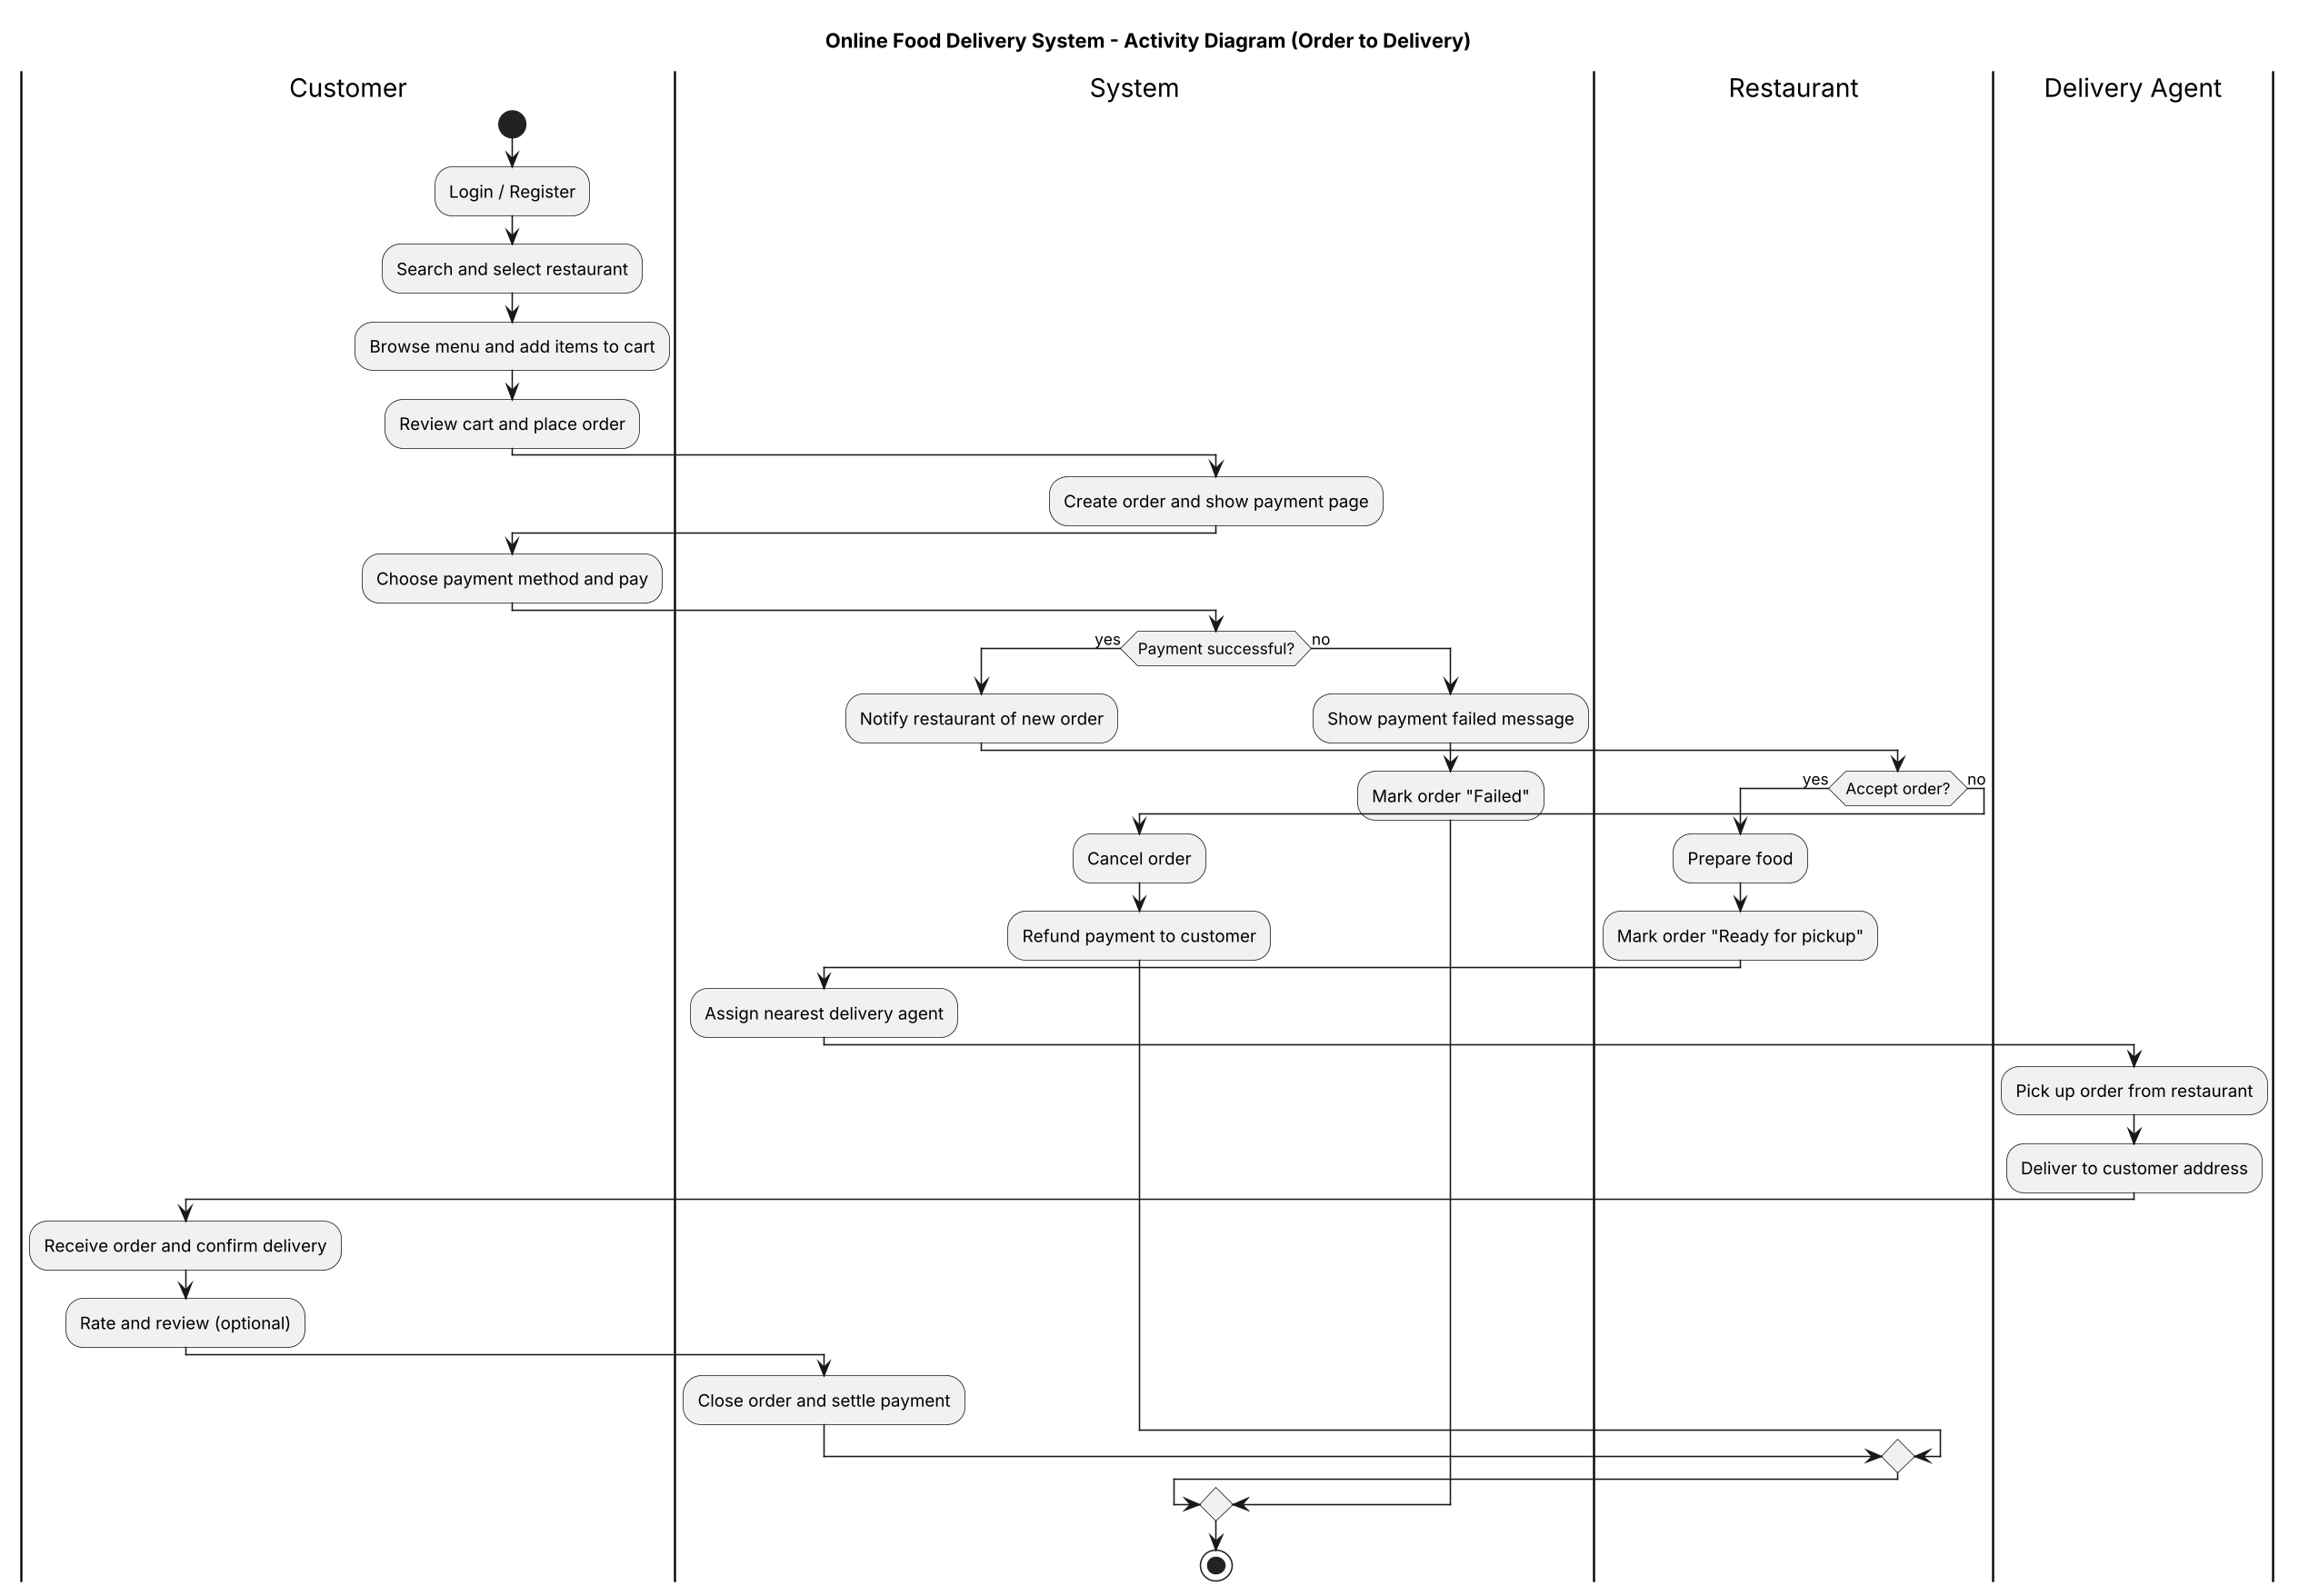 Online Food Delivery System - Activity Diagram (Order to Delivery)
Customer
System
Restaurant
Delivery Agent
Login / Register
Search and select restaurant
Browse menu and add items to cart
Review cart and place order
Create order and show payment page
Choose payment method and pay
yes
Payment successful?
no
Notify restaurant of new order
Show payment failed message
yes
Accept order?
no
Mark order "Failed"
Cancel order
Prepare food
Refund payment to customer
Mark order "Ready for pickup"
Assign nearest delivery agent
Pick up order from restaurant
Deliver to customer address
Receive order and confirm delivery
Rate and review (optional)
Close order and settle payment